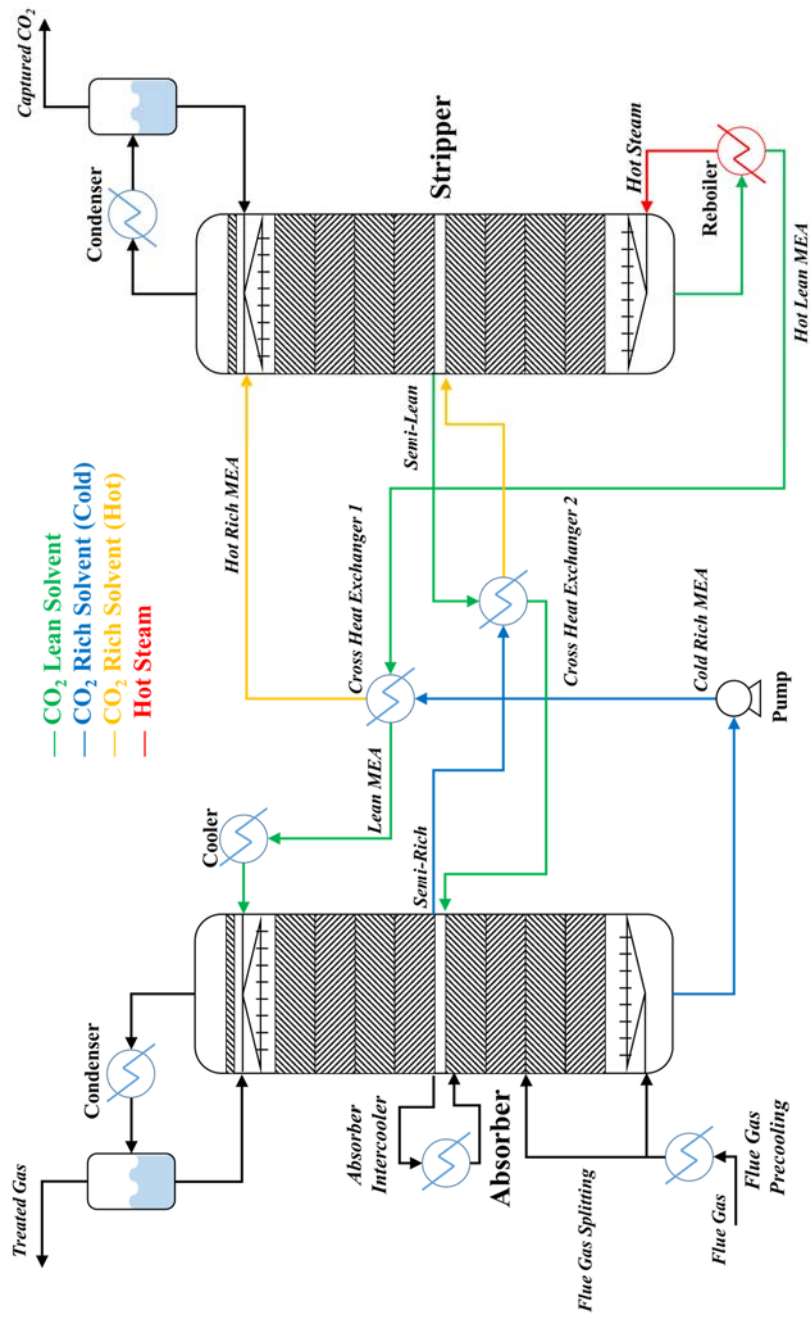 — CO₂ Lean Solvent
— CO₂ Rich Solvent (Cold)
— CO₂ Rich Solvent (Hot)
— Hot Steam
Treated Gas
Condenser
Cooler
Lean MEA
Cross Heat Exchanger 1
Hot Rich MEA
Condenser
Captured CO₂
Absorber
Intercooler
Absorber
Semi-Rich
Semi-Lean
Stripper
Flue Gas Splitting
Flue Gas
Flue Gas
Precooling
Cross Heat Exchanger 2
Cold Rich MEA
Pump
Hot Steam
Reboiler
Hot Lean MEA